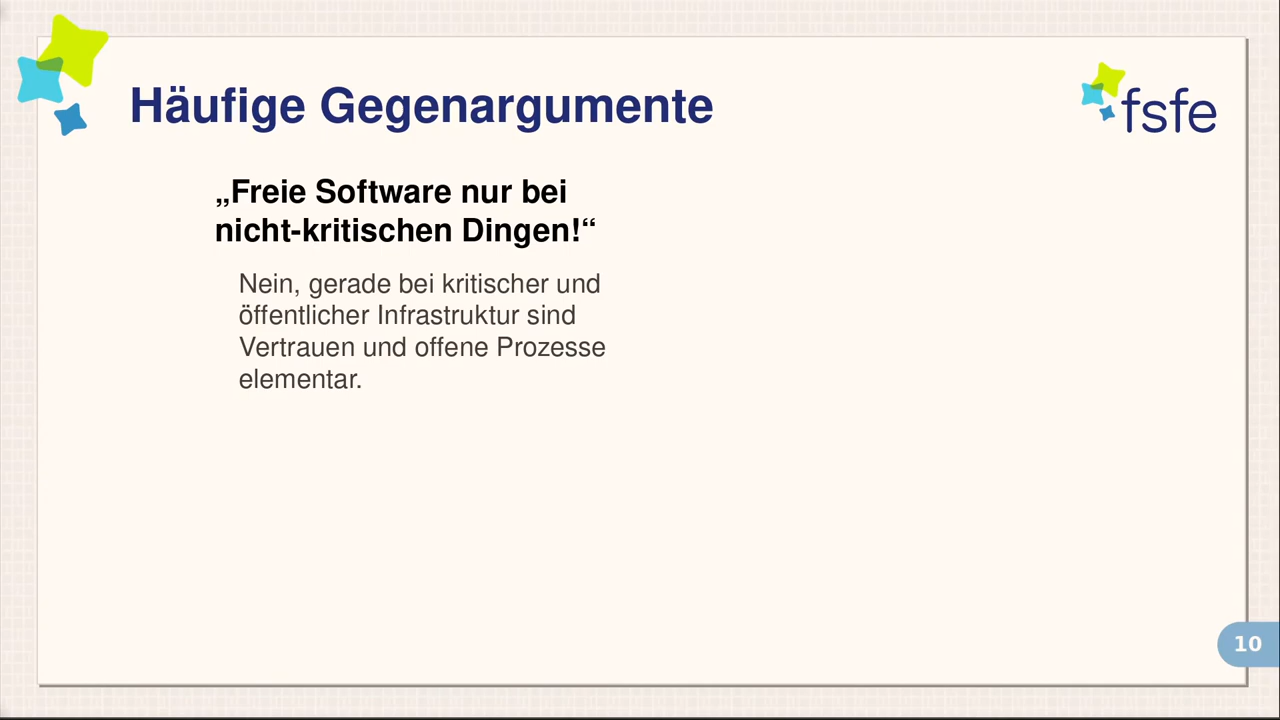 Häufige Gegenargumente
fsfe
„Freie Software nur bei
nicht-kritischen Dingen!“
Nein, gerade bei kritischer und
öffentlicher Infrastruktur sind
Vertrauen und offene Prozesse
elementar.
10